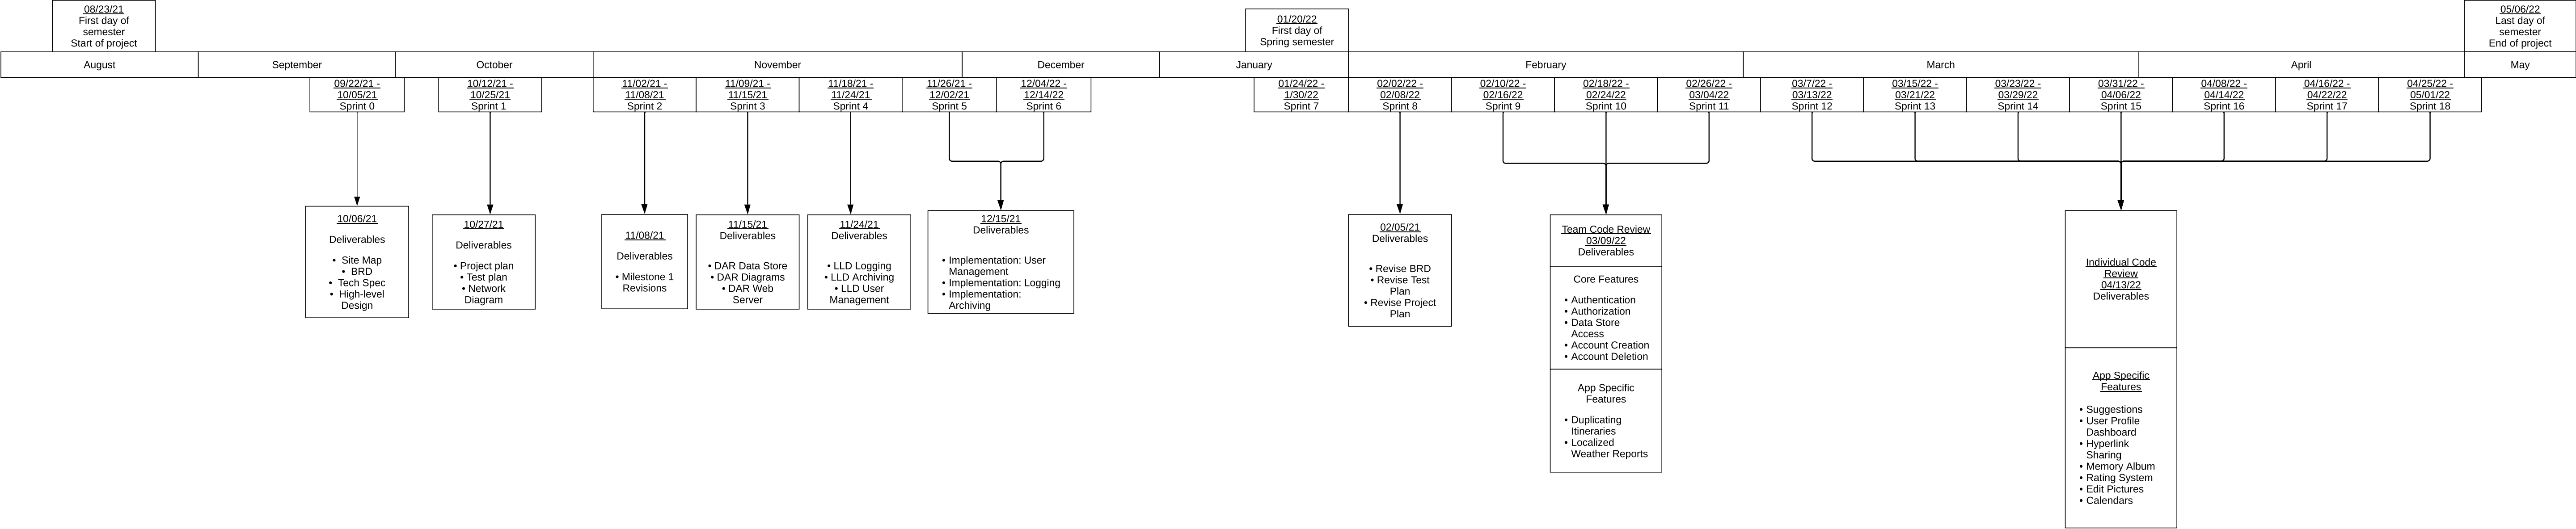 08/23/21
First day of
semester
Start of project
01/20/22
First day of
Spring semester
05/06/22
Last day of
semester
End of project
August
September
October
November
December
January
February
March
April
May
09/22/21 -
10/05/21
Sprint 0
10/12/21 -
10/25/21
Sprint 1
11/02/21 -
11/08/21
Sprint 2
11/09/21 -
11/15/21
Sprint 3
11/18/21 -
11/24/21
Sprint 4
11/26/21 -
12/02/21
Sprint 5
12/04/22 -
12/14/22
Sprint 6
01/24/22 -
1/30/22
Sprint 7
02/02/22 -
02/08/22
Sprint 8
02/10/22 -
02/16/22
Sprint 9
02/18/22 -
02/24/22
Sprint 10
02/26/22 -
03/04/22
Sprint 11
03/7/22 -
03/13/22
Sprint 12
03/15/22 -
03/21/22
Sprint 13
03/23/22 -
03/29/22
Sprint 14
03/31/22 -
04/06/22
Sprint 15
04/08/22 -
04/14/22
Sprint 16
04/16/22 -
04/22/22
Sprint 17
04/25/22 -
05/01/22
Sprint 18
10/06/21
Deliverables
• Site Map
• BRD
• Tech Spec
• High-level
Design
10/27/21
Deliverables
• Project plan
• Test plan
• Network
Diagram
11/08/21
Deliverables
• Milestone 1
Revisions
11/15/21
Deliverables
• DAR Data Store
• DAR Diagrams
• DAR Web
Server
11/24/21
Deliverables
• LLD Logging
• LLD Archiving
• LLD User
Management
12/15/21
Deliverables
• Implementation: User
Management
• Implementation: Logging
• Implementation:
Archiving
02/05/21
Deliverables
• Revise BRD
• Revise Test
Plan
• Revise Project
Plan
Team Code Review
03/09/22
Deliverables
Core Features
• Authentication
• Authorization
• Data Store
Access
• Account Creation
• Account Deletion
App Specific
Features
• Duplicating
Itineraries
• Localized
Weather Reports
Individual Code
Review
04/13/22
Deliverables
App Specific
Features
• Suggestions
• User Profile
Dashboard
• Hyperlink
Sharing
• Memory Album
• Rating System
• Edit Pictures
• Calendars